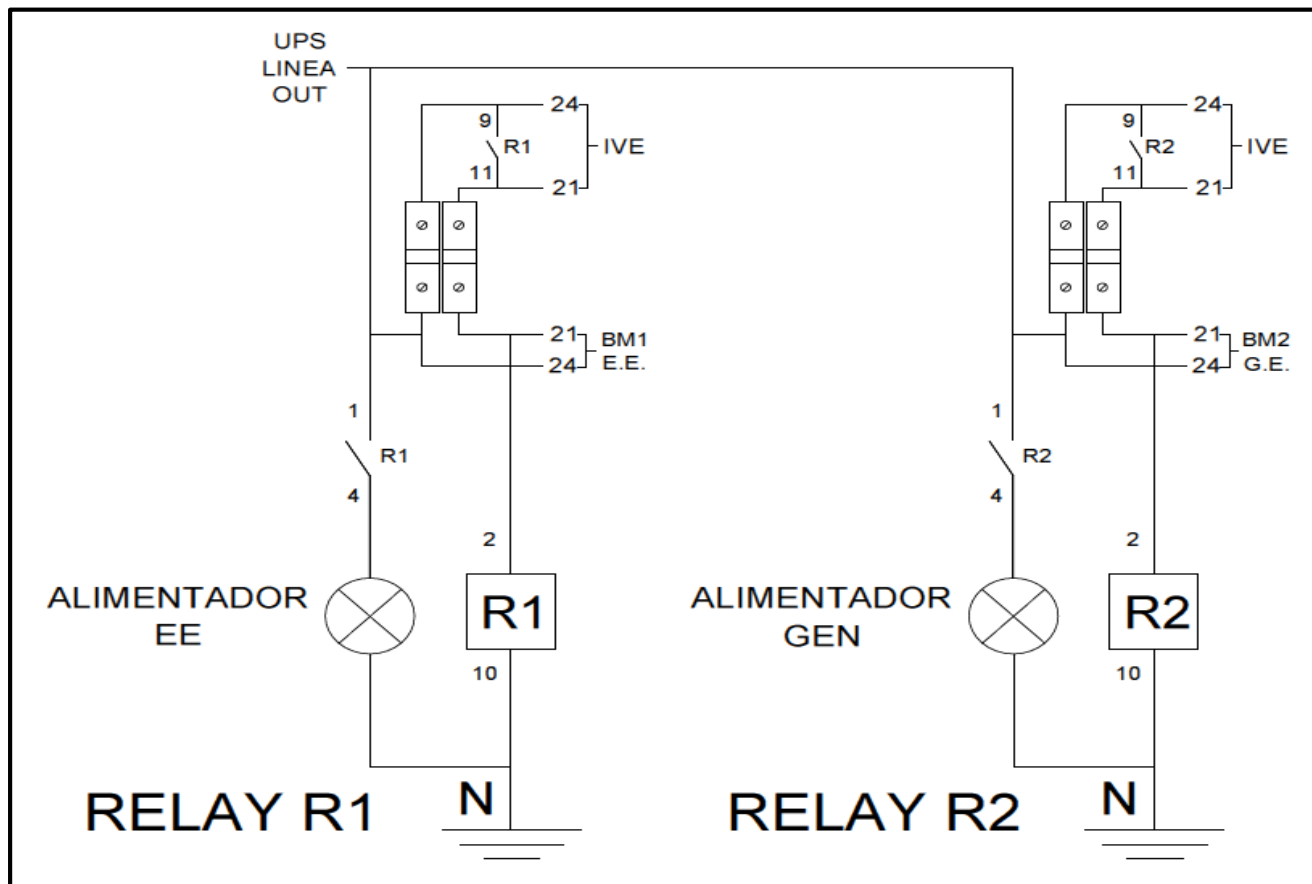 UPS
LINEA
OUT
24
9
R1
IVE
11
21
21
BM1
24
E.E.
1
R1
4
2
ALIMENTADOR
EE
R1
10
RELAY R1
N
24
9
R2
IVE
11
21
21
BM2
24
G.E.
1
R2
4
2
ALIMENTADOR
GEN
R2
10
RELAY R2
N